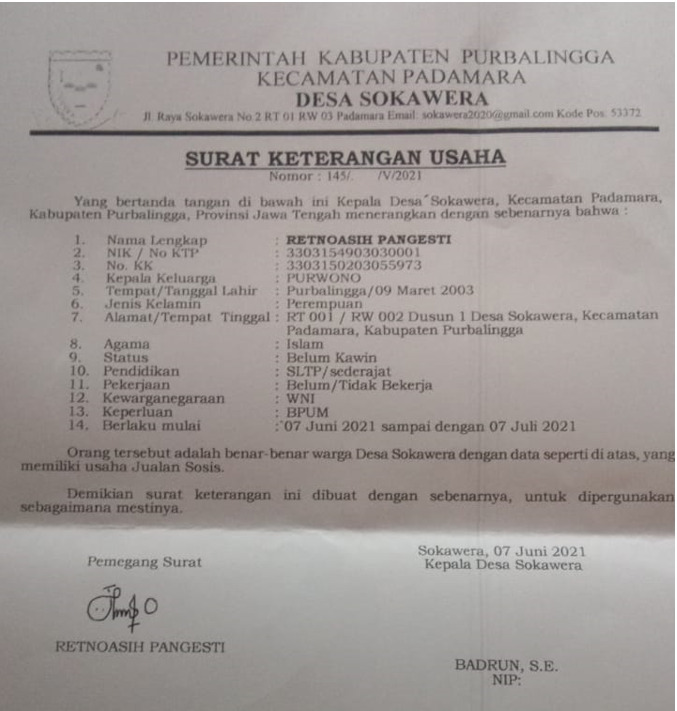 PEMERINTAH KABUPATEN PURBALINGGA
KECAMATAN PADAMARA
DESA SOKAWERA
Jl. Raya Sokawera No.2 RT 01 RW 03 Padamara Email: sokawera2020@gmail.com Kode Pos: 53372
SURAT KETERANGAN USAHA
Nomor : 145/. /V/2021
Yang bertanda tangan di bawah ini Kepala Desa Sokawera, Kecamatan Padamara,
Kabupaten Purbalingga, Provinsi Jawa Tengah menerangkan dengan sebenarnya bahwa :
1. Nama Lengkap : RETNOASIH PANGESTI
2. NIK / No KTP : 3303154903030001
3. No. KK : 3303150203055973
4. Kepala Keluarga : PURWONO
5. Tempat/Tanggal Lahir : Purbalingga/09 Maret 2003
6. Jenis Kelamin : Perempuan
7. Alamat/Tempat Tinggal : RT 001 / RW 002 Dusun 1 Desa Sokawera, Kecamatan
Padamara, Kabupaten Purbalingga
8. Agama : Islam
9. Status : Belum Kawin
10. Pendidikan : SLTP/sederajat
11. Pekerjaan : Belum/Tidak Bekerja
12. Kewarganegaraan : WNI
13. Keperluan : BPUM
14. Berlaku mulai : 07 Juni 2021 sampai dengan 07 Juli 2021
Orang tersebut adalah benar-benar warga Desa Sokawera dengan data seperti di atas, yang
memiliki usaha Jualan Sosis.
Demikian surat keterangan ini dibuat dengan sebenarnya, untuk dipergunakan
sebagaimana mestinya.
Sokawera, 07 Juni 2021
Pemegang Surat
Kepala Desa Sokawera
RETNOASIH PANGESTI
BADRUN, S.E.
NIP: